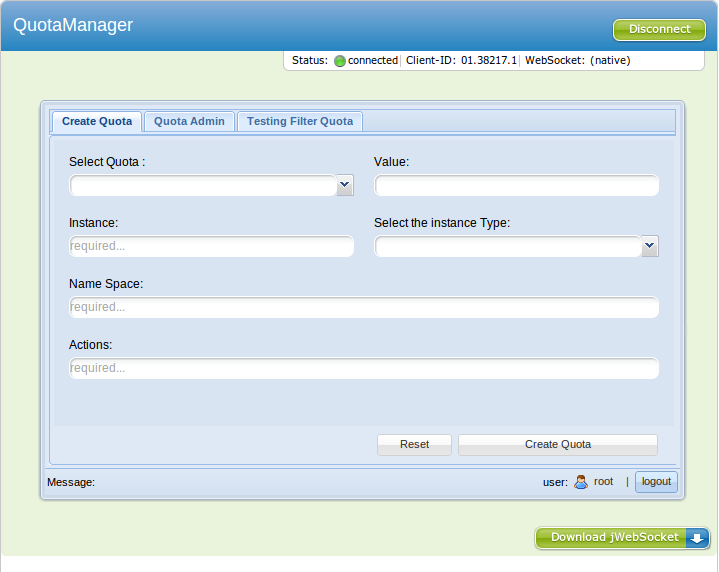 QuotaManager
Disconnect
Status: connected Client-ID: 01.38217.1 WebSocket: (native)
Create Quota Quota Admin Testing Filter Quota
Select Quota : Value:
Instance: Select the instance Type:
required...
Name Space:
required...
Actions:
required...
Reset Create Quota
Message: user: root | logout
Download jWebSocket